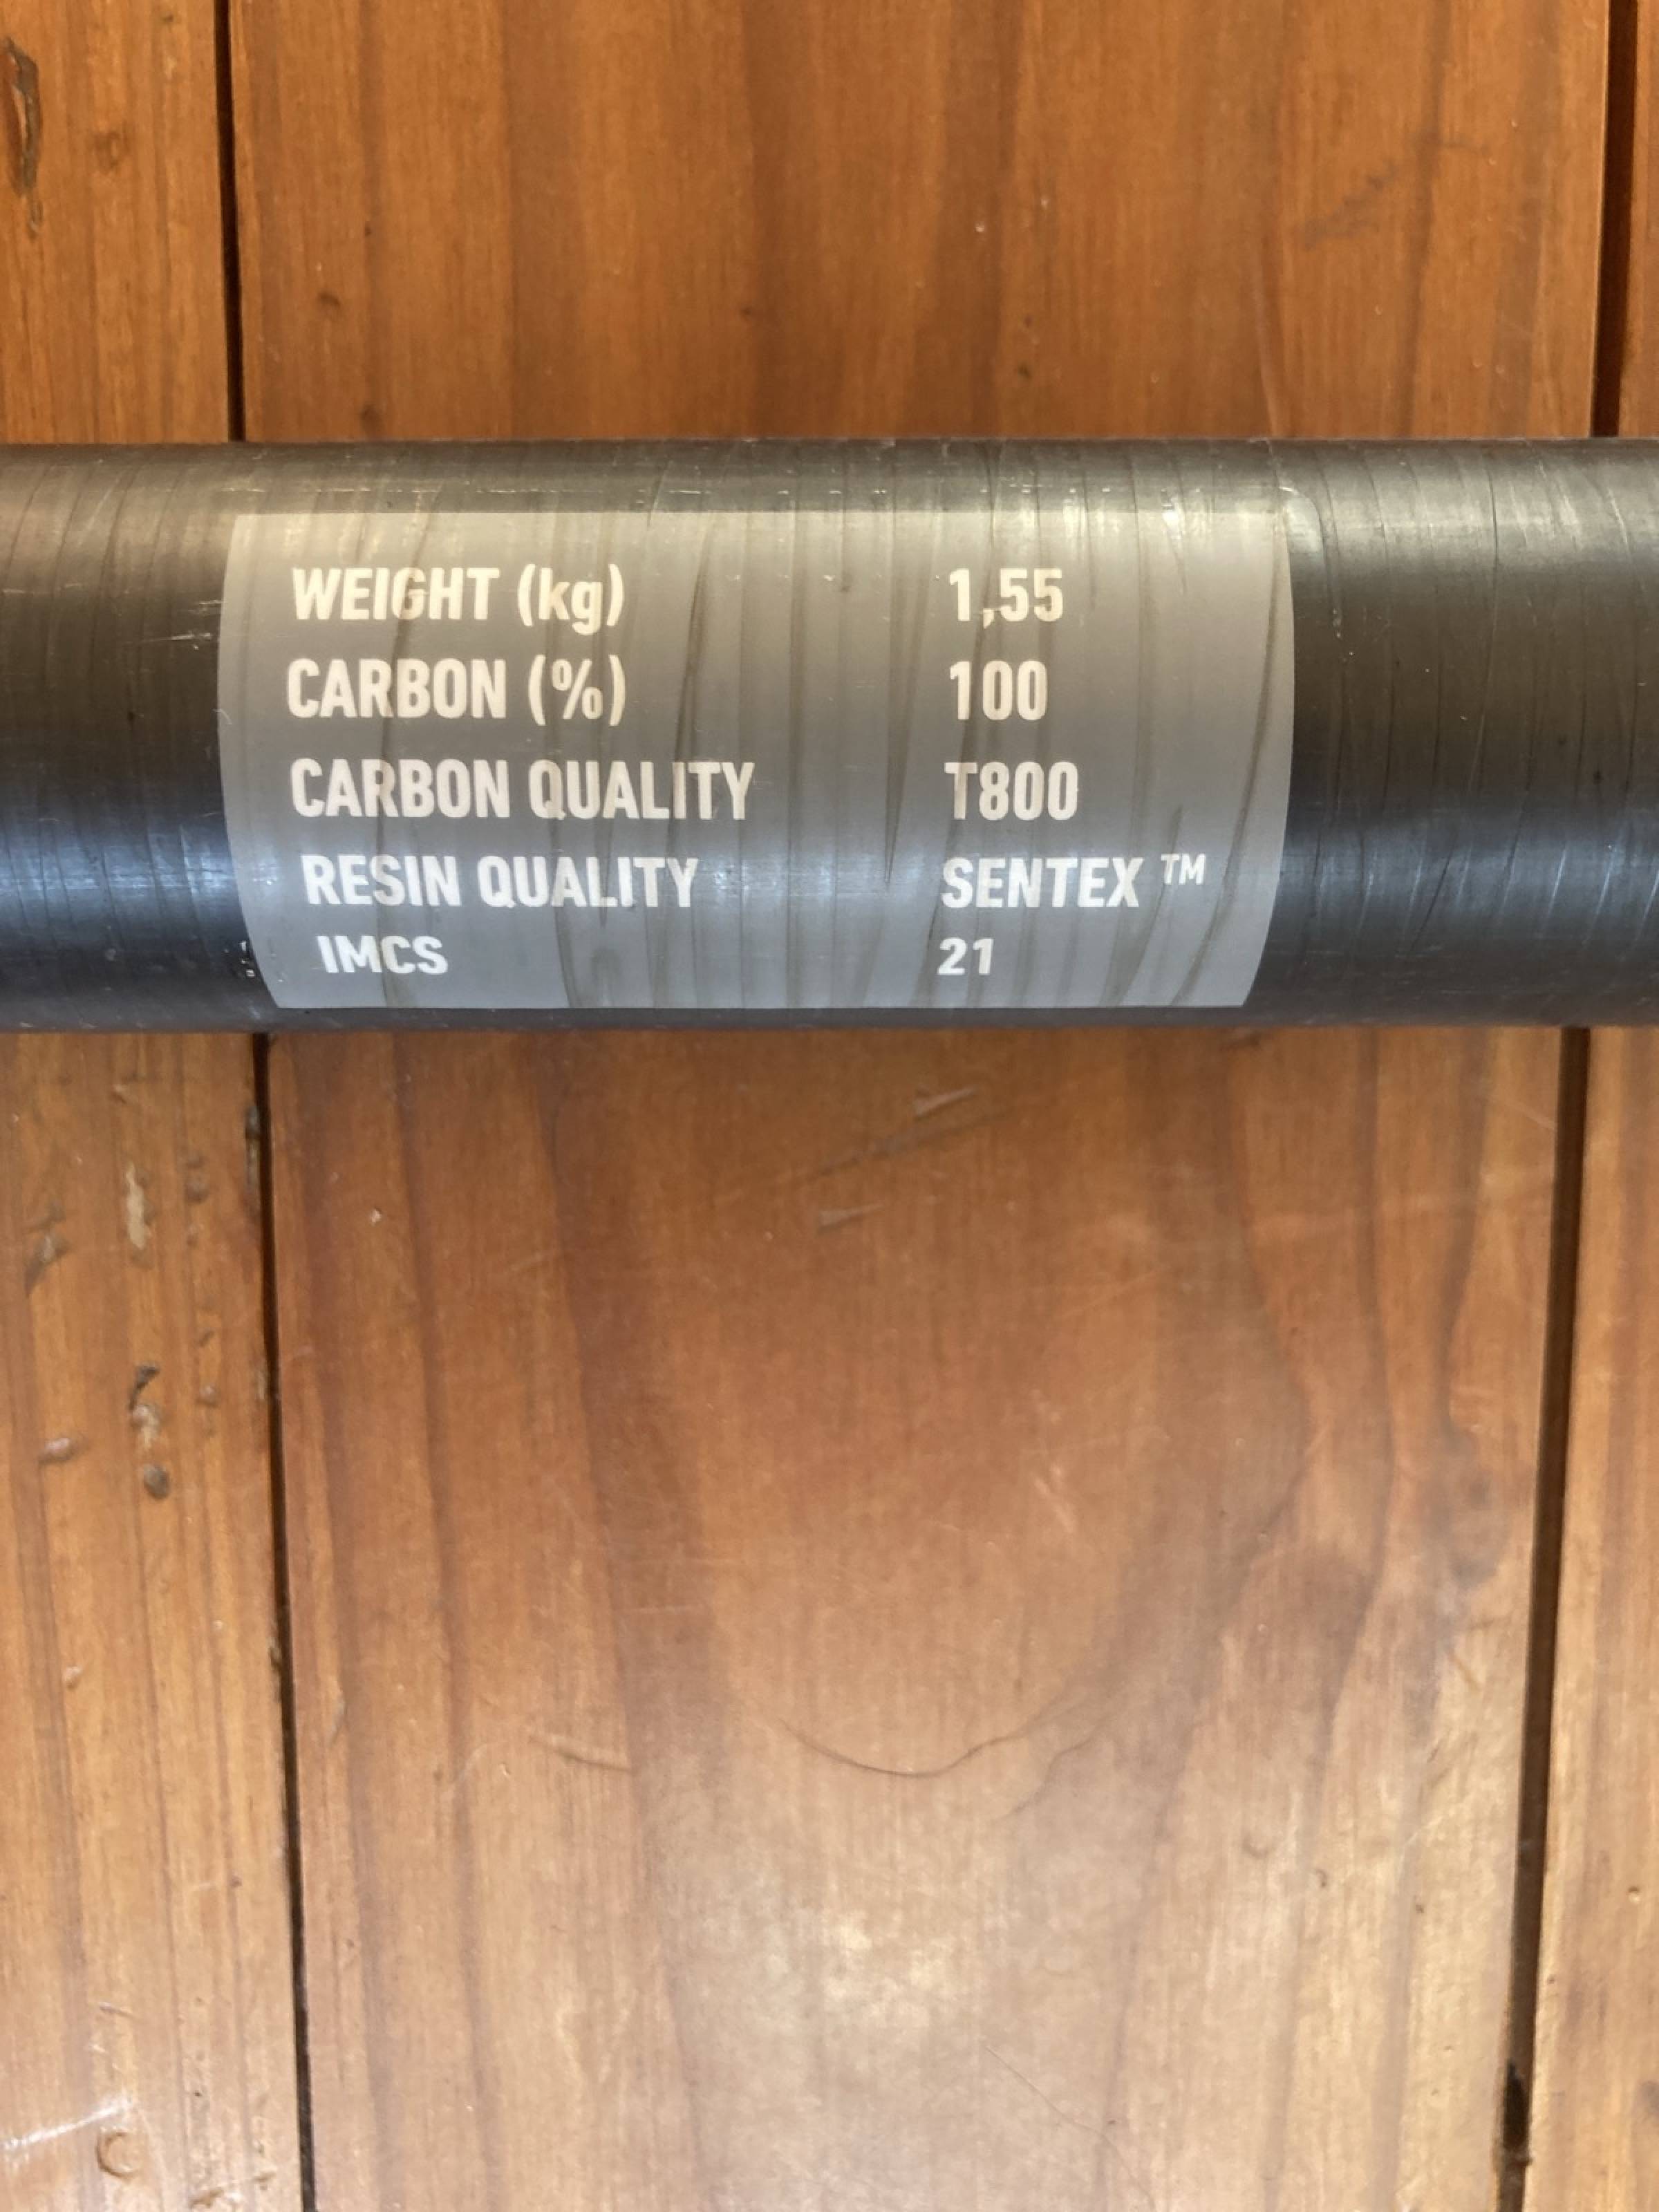 WEIGHT (kg) 1,55
CARBON (%) 100
CARBON QUALITY T800
RESIN QUALITY SENTEX ™
IMCS 21